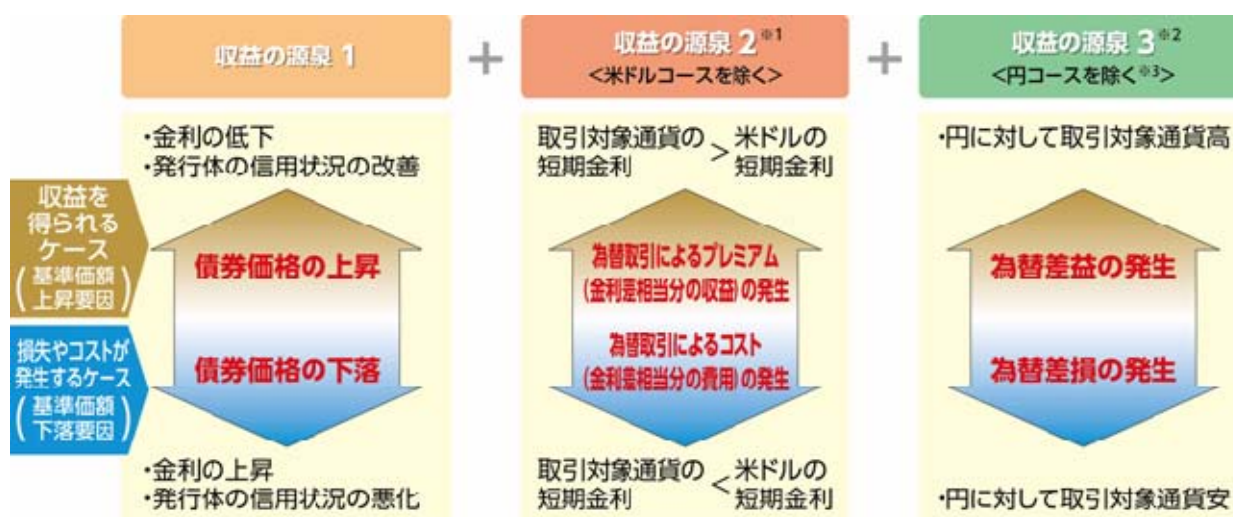 収益の源泉 1
+
収益の源泉 2※1
<米ドルコースを除く>
+
収益の源泉 3※2
<円コースを除く※3>
収益を
得られる
ケース
(基準価額
上昇要因)
損失やコストが
発生するケース
(基準価額
下落要因)
・金利の低下
・発行体の信用状況の改善
債券価格の上昇
債券価格の下落
・金利の上昇
・発行体の信用状況の悪化
取引対象通貨の
短期金利
>
米ドルの
短期金利
為替取引によるプレミアム
(金利差相当分の収益)の発生
為替取引によるコスト
(金利差相当分の費用)の発生
取引対象通貨の
短期金利
<
米ドルの
短期金利
・円に対して取引対象通貨高
為替差益の発生
為替差損の発生
・円に対して取引対象通貨安